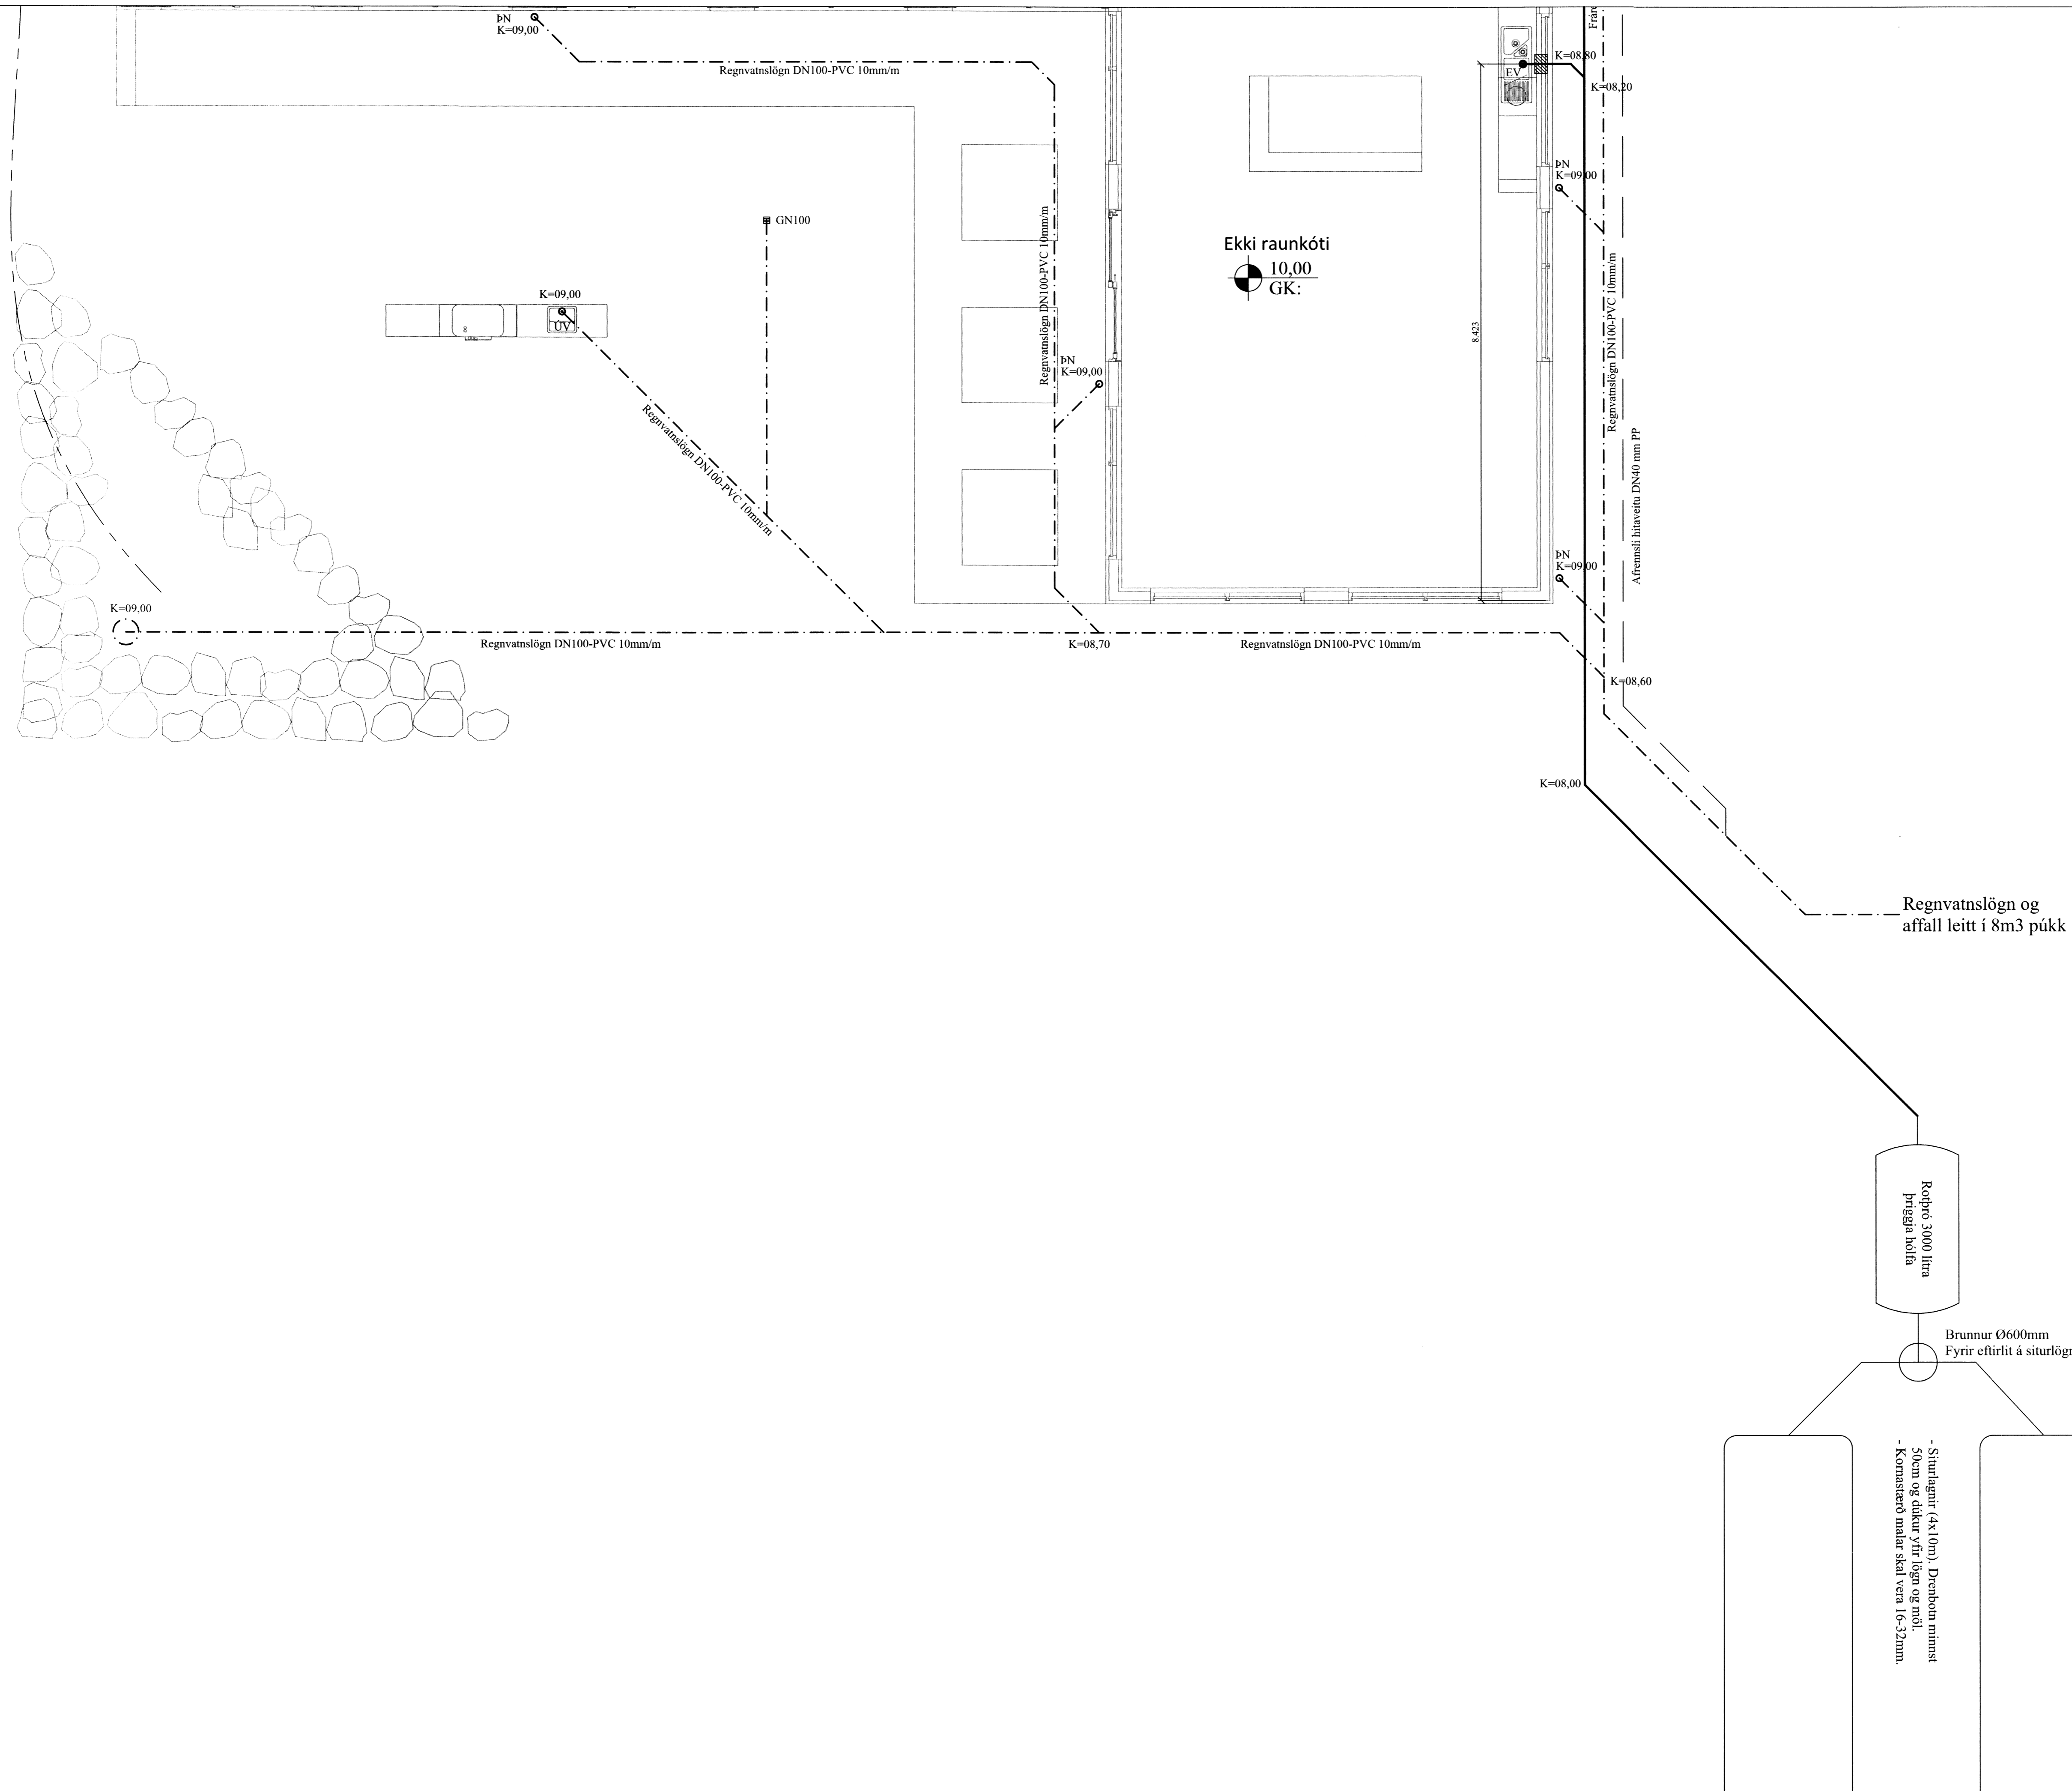 ÞN
K=09,00
Regnvatnslögn DN100-PVC 10mm/m
K=08,80
EV
K=08,20
ÞN
K=09,00
GN100
Regnvatnslögn DN100-PVC 10mm/m
Ekki raunkóti
10,00
GK:
Regnvatnslögn DN100-PVC 10mm/m
K=09,00
ÚV
8.423
ÞN
K=09,00
Regnvatnslögn DN100-PVC 10mm/m
Afrennsli hitaveitu DN40 mm PP
ÞN
K=09,00
K=09,00
Regnvatnslögn DN100-PVC 10mm/m
K=08,70
Regnvatnslögn DN100-PVC 10mm/m
K=08,60
K=08,00
Regnvatnslögn og
affall leitt í 8m3 púkk
Rotþró 3000 lítra
þriggja hólfa
Brunnur Ø600mm
Fyrir eftirlit á siturlögn
- Siturlagnir (4x10m). Drenbotn minnst
50cm og dúkur yfir lögn og möl.
- Kornastærð malar skal vera 16-32mm.